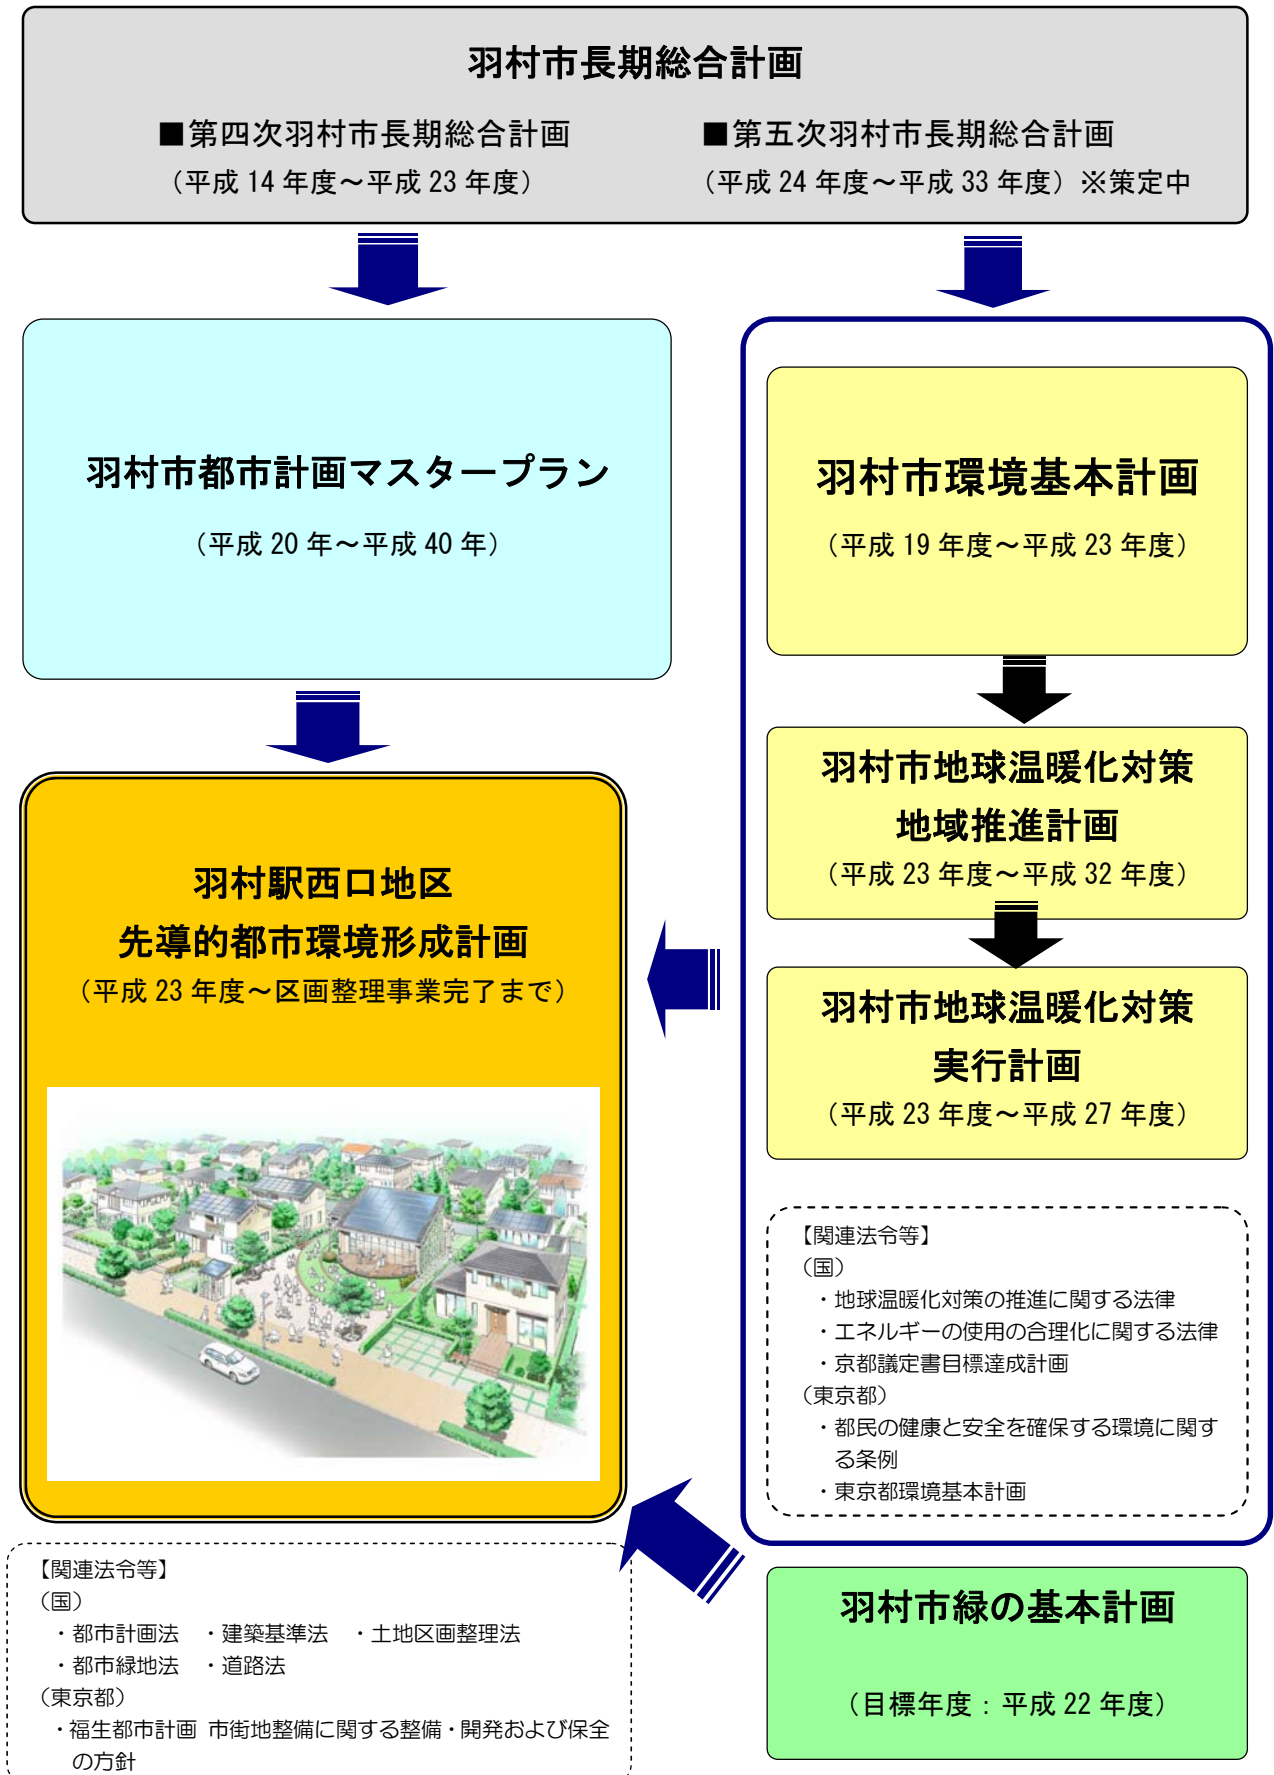 羽村市長期総合計画
■第四次羽村市長期総合計画
（平成 14 年度～平成 23 年度）
■第五次羽村市長期総合計画
（平成 24 年度～平成 33 年度）※策定中
羽村市都市計画マスタープラン
（平成 20 年～平成 40 年）
羽村市環境基本計画
（平成 19 年度～平成 23 年度）
羽村市地球温暖化対策
地域推進計画
（平成 23 年度～平成 32 年度）
羽村駅西口地区
先導的都市環境形成計画
（平成 23 年度～区画整理事業完了まで）
羽村市地球温暖化対策
実行計画
（平成 23 年度～平成 27 年度）
【関連法令等】
（国）
・地球温暖化対策の推進に関する法律
・エネルギーの使用の合理化に関する法律
・京都議定書目標達成計画
（東京都）
・都民の健康と安全を確保する環境に関す
る条例
・東京都環境基本計画
【関連法令等】
（国）
・都市計画法　・建築基準法　・土地区画整理法
・都市緑地法　・道路法
（東京都）
・福生都市計画 市街地整備に関する整備・開発および保全
の方針
羽村市緑の基本計画
（目標年度：平成 22 年度）